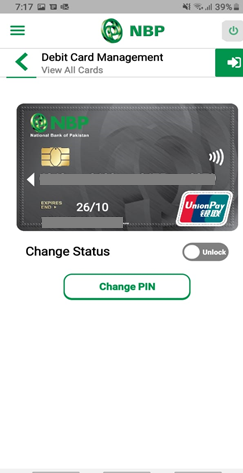 7:17
39%
NBP
Debit Card Management
View All Cards
NBP
National Bank of Pakistan
EXPIRES
END
26/10
UnionPay
银联
Change Status
Unlock
Change PIN